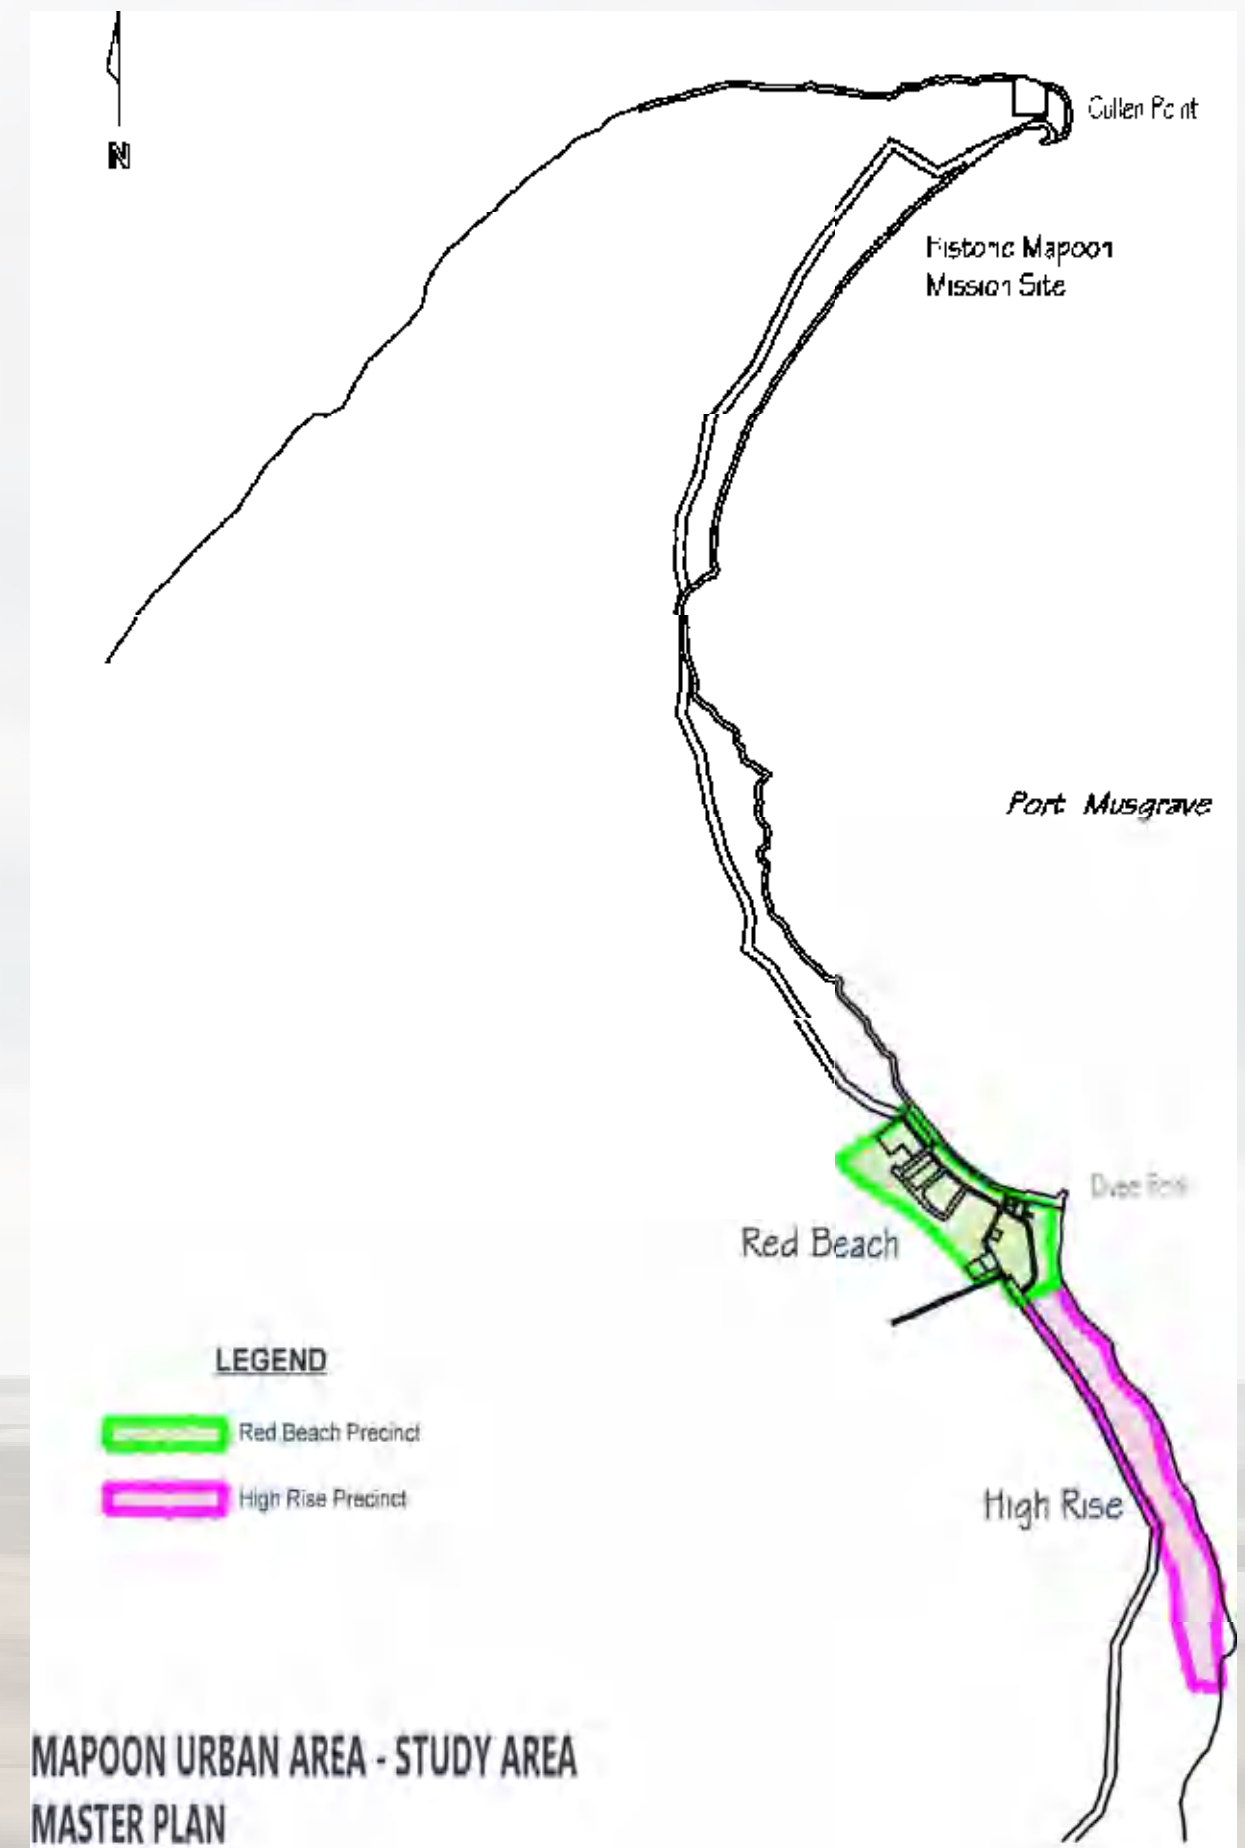 N
Cullen Point
Historic Mapoon
Mission Site
Port Musgrave
Red Beach
LEGEND
Red Beach Precinct
High Rise Precinct
High Rise
MAPOON URBAN AREA - STUDY AREA
MASTER PLAN